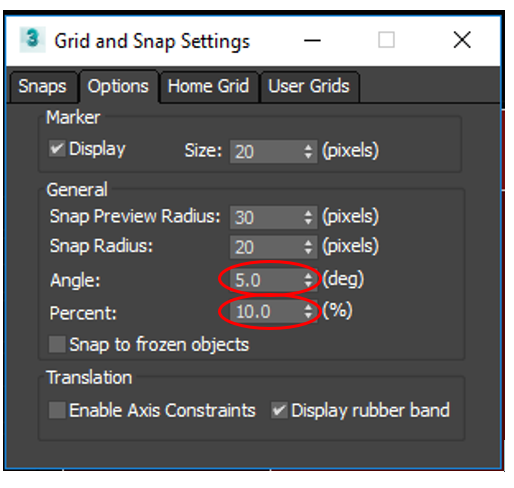 3 Grid and Snap Settings
Snaps Options Home Grid User Grids
Marker
Display Size: 20 (pixels)
General
Snap Preview Radius: 30 (pixels)
Snap Radius: 20 (pixels)
Angle: 5.0 (deg)
Percent: 10.0 (%)
Snap to frozen objects
Translation
Enable Axis Constraints Display rubber band